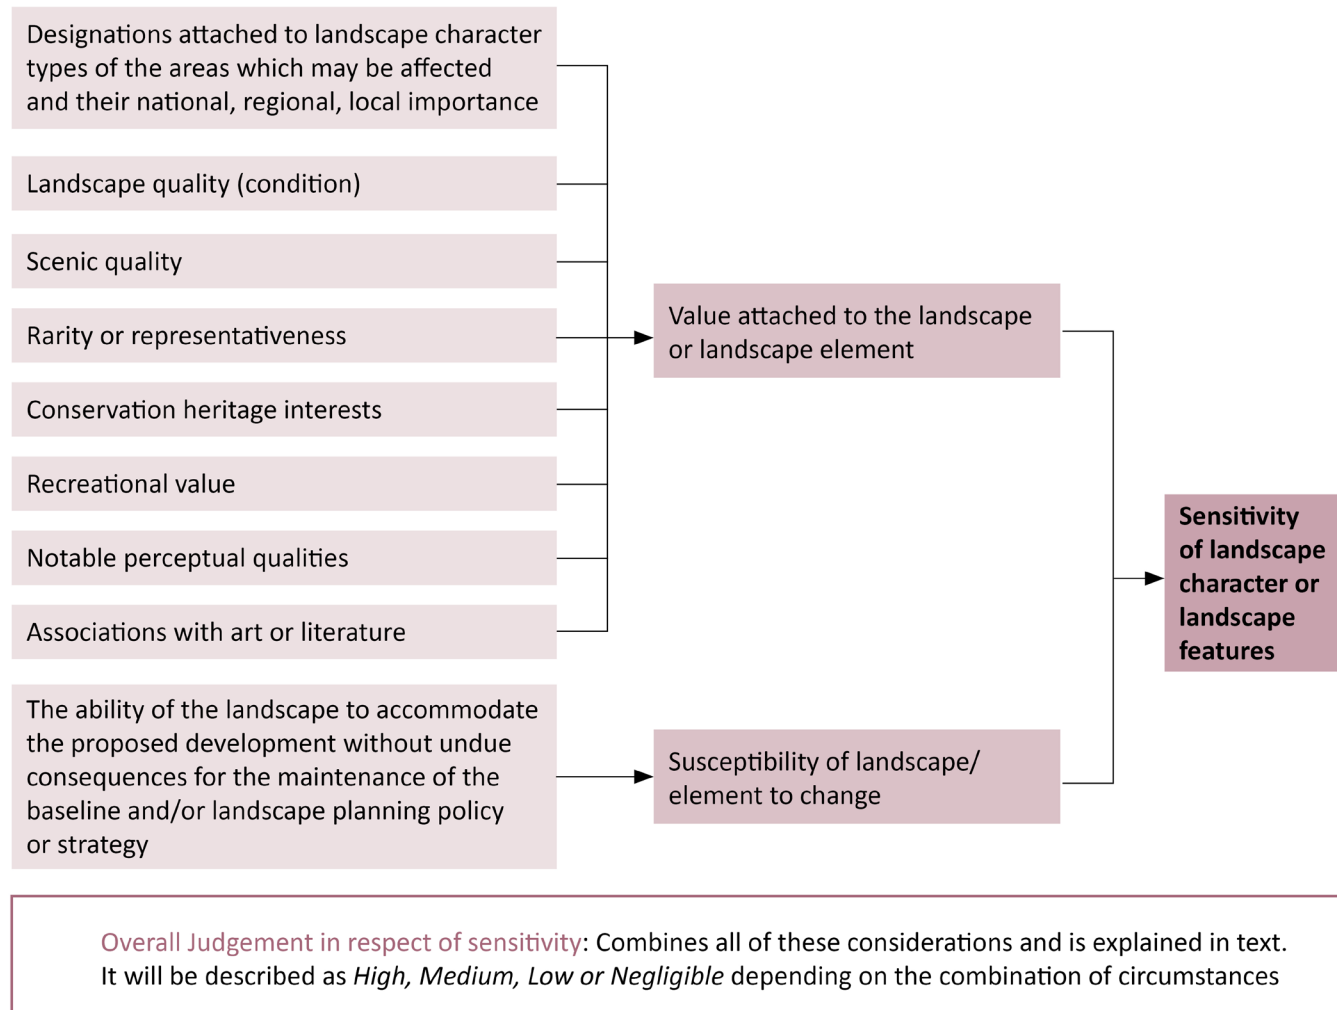 Designations attached to landscape character
types of the areas which may be affected
and their national, regional, local importance
Landscape quality (condition)
Scenic quality
Rarity or representativeness
Conservation heritage interests
Recreational value
Notable perceptual qualities
Associations with art or literature
The ability of the landscape to accommodate
the proposed development without undue
consequences for the maintenance of the
baseline and/or landscape planning policy
or strategy
Value attached to the landscape
or landscape element
Susceptibility of landscape/
element to change
Sensitivity
of landscape
character or
landscape
features
Overall Judgement in respect of sensitivity: Combines all of these considerations and is explained in text.
It will be described as High, Medium, Low or Negligible depending on the combination of circumstances